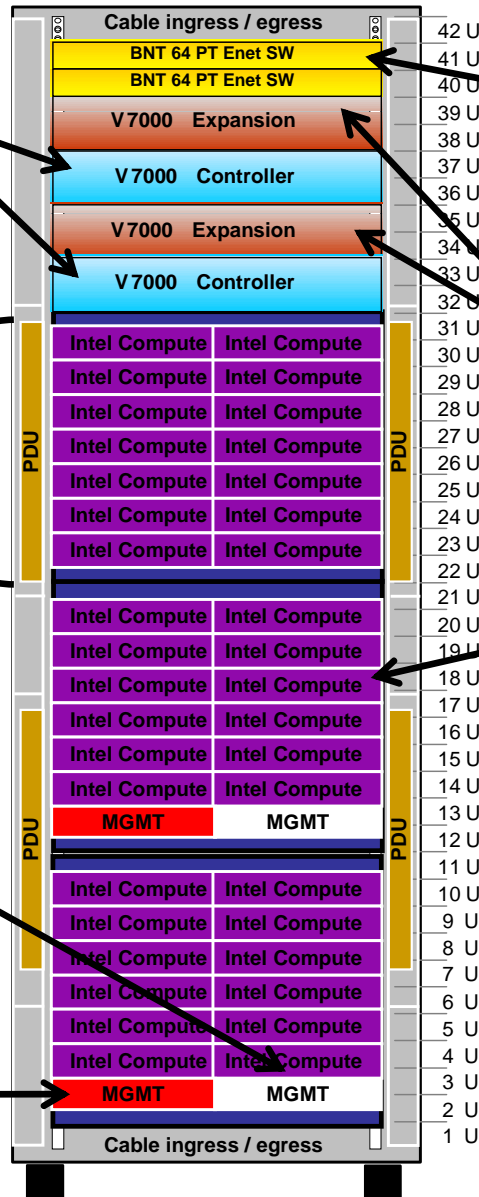 Cable ingress / egress
42 U
BNT 64 PT Enet SW
41 U
BNT 64 PT Enet SW
40 U
39 U
V7000 Expansion
38 U
37 U
V7000 Controller
36 U
35 U
V7000 Expansion
34 U
33 U
V7000 Controller
32 U
31 U
Intel Compute Intel Compute
30 U
Intel Compute Intel Compute
29 U
Intel Compute Intel Compute
28 U
Intel Compute Intel Compute
27 U
PDU
PDU
26 U
Intel Compute Intel Compute
25 U
Intel Compute Intel Compute
24 U
Intel Compute Intel Compute
23 U
22 U
21 U
Intel Compute Intel Compute
20 U
Intel Compute Intel Compute
19 U
Intel Compute Intel Compute
18 U
17 U
Intel Compute Intel Compute
16 U
Intel Compute Intel Compute
15 U
Intel Compute Intel Compute
14 U
MGMT MGMT
13 U
PDU
PDU
12 U
11 U
Intel Compute Intel Compute
10 U
Intel Compute Intel Compute
9 U
Intel Compute Intel Compute
8 U
7 U
Intel Compute Intel Compute
6 U
Intel Compute Intel Compute
5 U
Intel Compute Intel Compute
4 U
MGMT MGMT
3 U
2 U
Cable ingress / egress
1 U